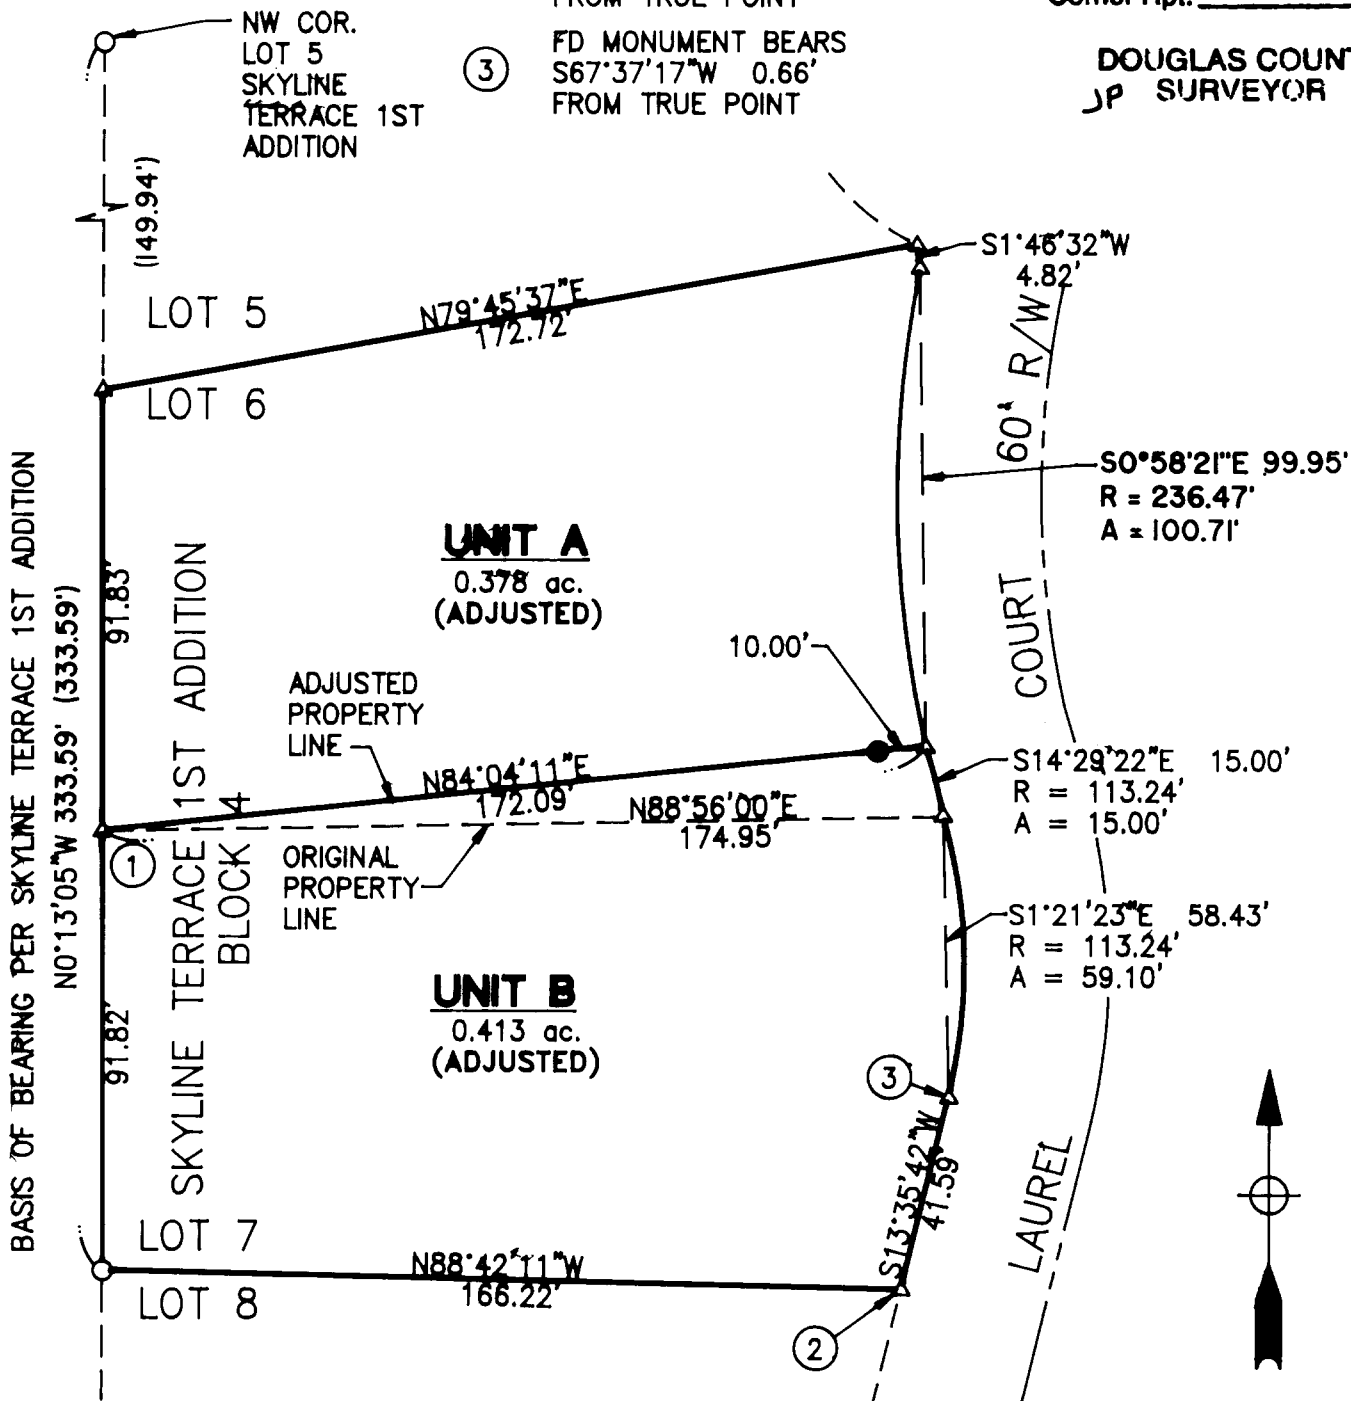 FROM TRUE POINT
NW COR.
LOT 5
SKYLINE
TERRACE 1ST
ADDITION
3
FD MONUMENT BEARS
S67°37'17"W 0.66'
FROM TRUE POINT
DOUGLAS COUNT
JP SURVEYOR
(149.94')
S1°46'32"W
4.82'
LOT 5
N79°45'37"E
172.72'
LOT 6
60' R/W
S0°58'21"E 99.95'
R = 236.47'
A = 100.71'
BASIS OF BEARING PER SKYLINE TERRACE 1ST ADDITION
N0°13'05"W 333.59' (333.59')
91.83'
UNIT A
0.378 ac.
(ADJUSTED)
10.00'
ADJUSTED
PROPERTY
LINE
N84°04'11"E
172.09'
N88°56'00"E
174.95'
S14°29'22"E 15.00'
R = 113.24'
A = 15.00'
1
ORIGINAL
PROPERTY
LINE
SKYLINE TERRACE 1ST ADDITION
BLOCK 4
S1°21'23"E 58.43'
R = 113.24'
A = 59.10'
91.82'
UNIT B
0.413 ac.
(ADJUSTED)
3
S13°35'42"W
41.59'
LAUREL COURT
LOT 7
N88°42'11"W
166.22'
LOT 8
2